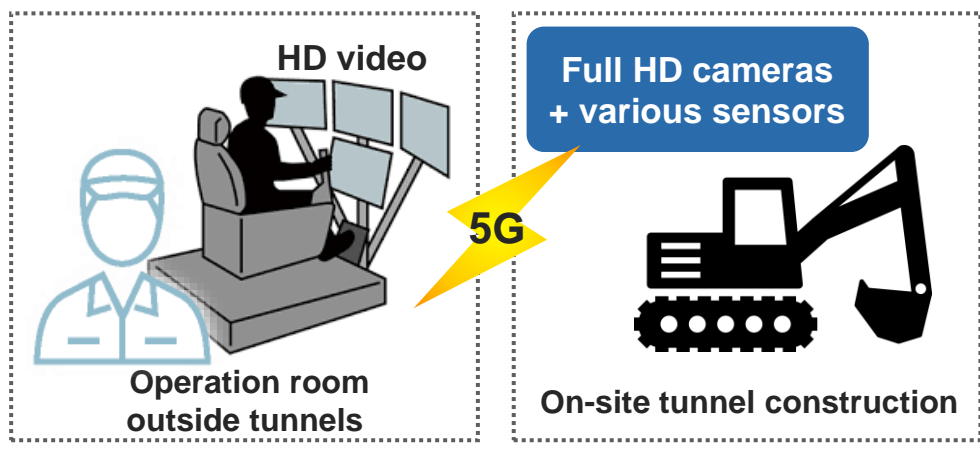 HD video
Operation room
outside tunnels
5G
Full HD cameras
+ various sensors
On-site tunnel construction